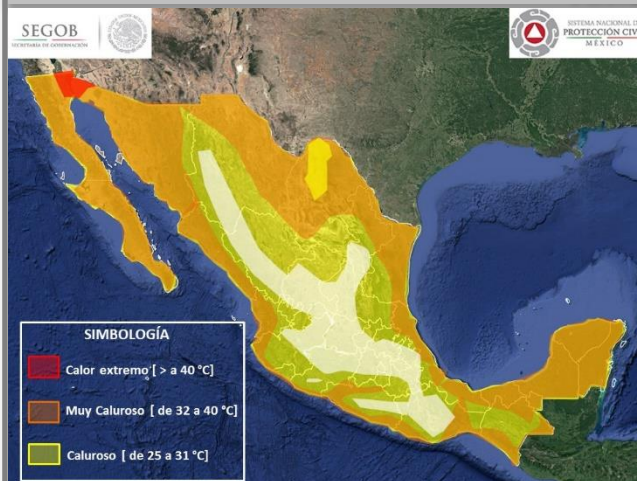 SEGOB
SECRETARÍA DE GOBERNACIÓN
SISTEMA NACIONAL DE
PROTECCIÓN CIVIL
MÉXICO
SIMBOLOGÍA
Calor extremo [ > a 40 °C]
Muy Caluroso [ de 32 a 40 °C]
Caluroso [ de 25 a 31 °C]